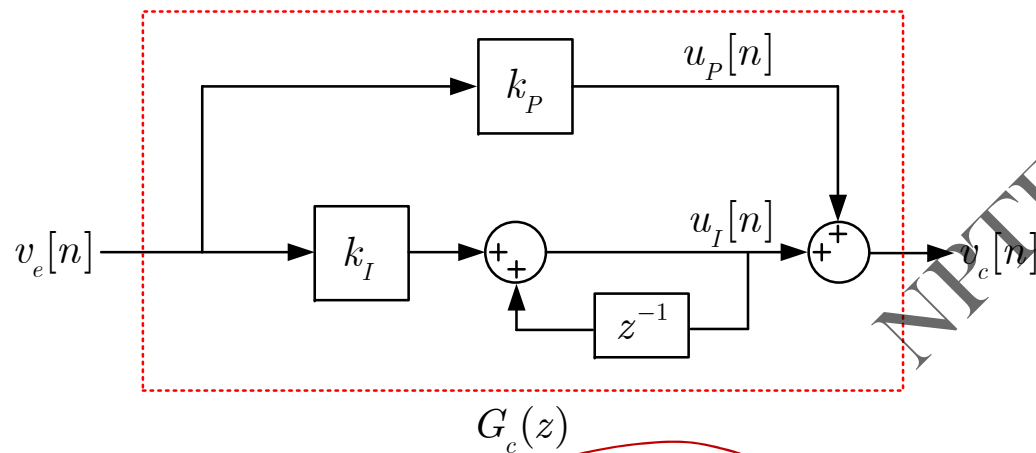 u_P[n]
k_P
v_e[n]
k_I
+
+
u_I[n]
+
+
v_c[n]
z^{-1}
G_c(z)